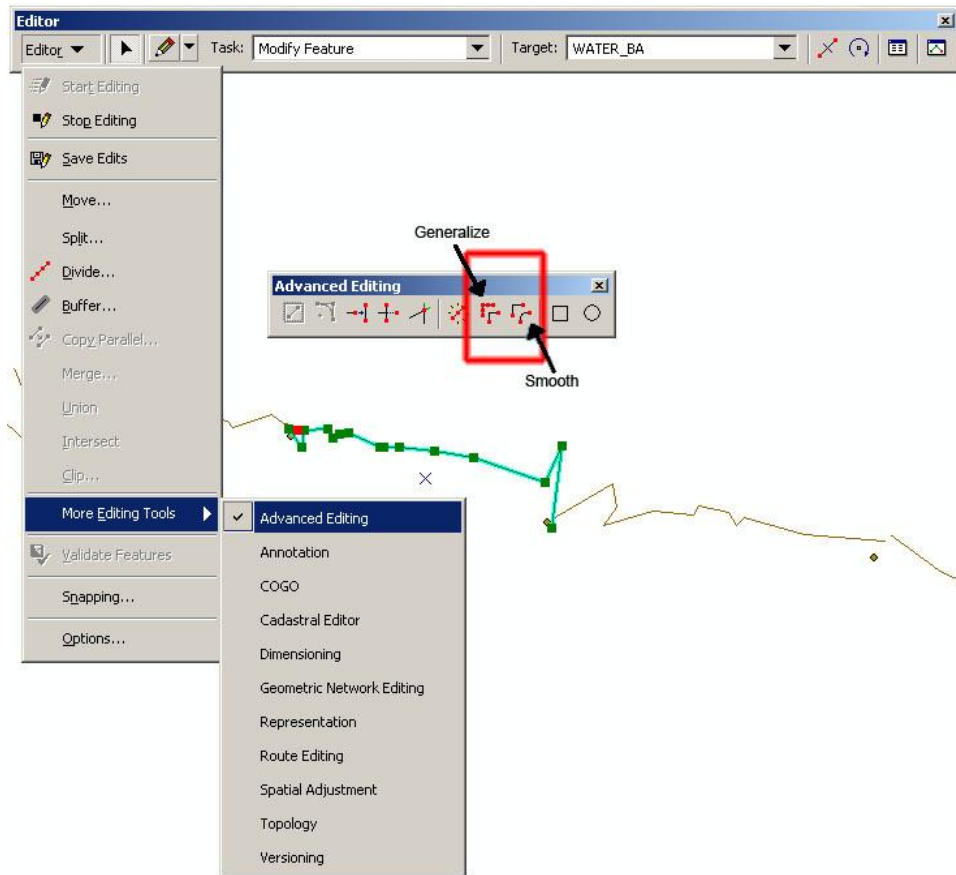 Editor
Editor Task: Modify Feature Target: WATER_BA
Start Editing
Stop Editing
Save Edits
Move...
Split...
Divide...
Buffer...
Copy Parallel...
Merge...
Union
Intersect
Clip...
More Editing Tools
Validate Features
Snapping...
Options...
Generalize
Advanced Editing
Smooth
Advanced Editing
Annotation
COGO
Cadastral Editor
Dimensioning
Geometric Network Editing
Representation
Route Editing
Spatial Adjustment
Topology
Versioning